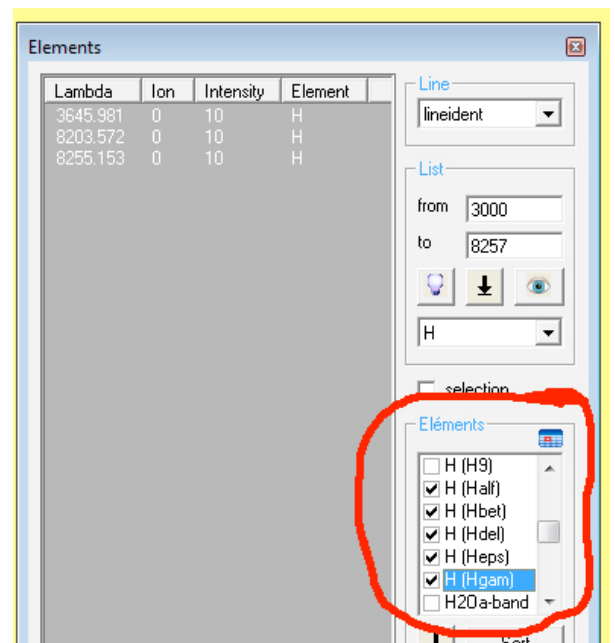 Elements
Lambda Ion Intensity Element
3645.981 0 10 H
8203.572 0 10 H
8255.153 0 10 H
Line
lineident
List
from 3000
to 8257
H
selection
Eléments
H (H9)
H (Half)
H (Hbet)
H (Hdel)
H (Heps)
H (Hgam)
H2Oa-band
Sort